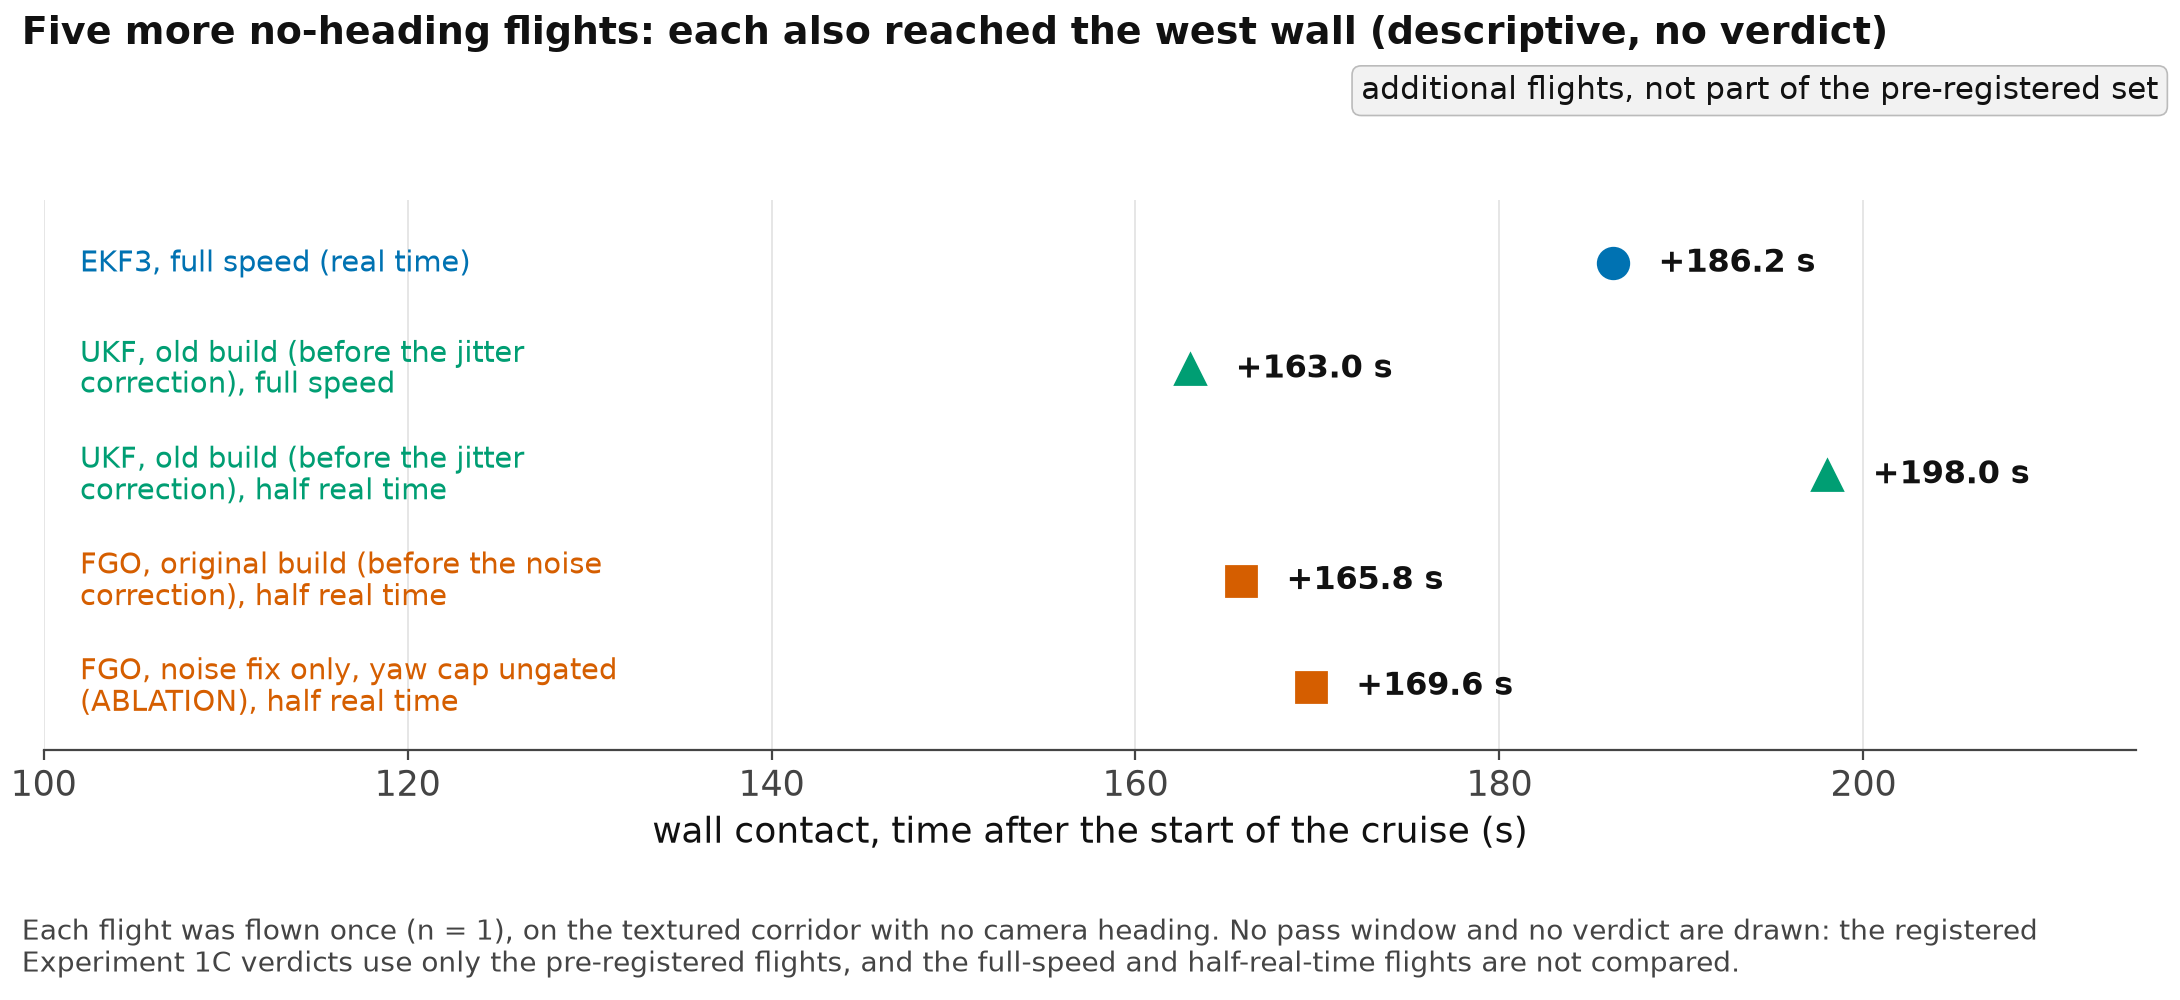 Five more no-heading flights: each also reached the west wall (descriptive, no verdict)
additional flights, not part of the pre-registered set
EKF3, full speed (real time)
+186.2 s
UKF, old build (before the jitter
correction), full speed
+163.0 s
UKF, old build (before the jitter
correction), half real time
+198.0 s
FGO, original build (before the noise
correction), half real time
+165.8 s
FGO, noise fix only, yaw cap ungated
(ABLATION), half real time
+169.6 s
100 120 140 160 180 200
wall contact, time after the start of the cruise (s)
Each flight was flown once (n = 1), on the textured corridor with no camera heading. No pass window and no verdict are drawn: the registered
Experiment 1C verdicts use only the pre-registered flights, and the full-speed and half-real-time flights are not compared.